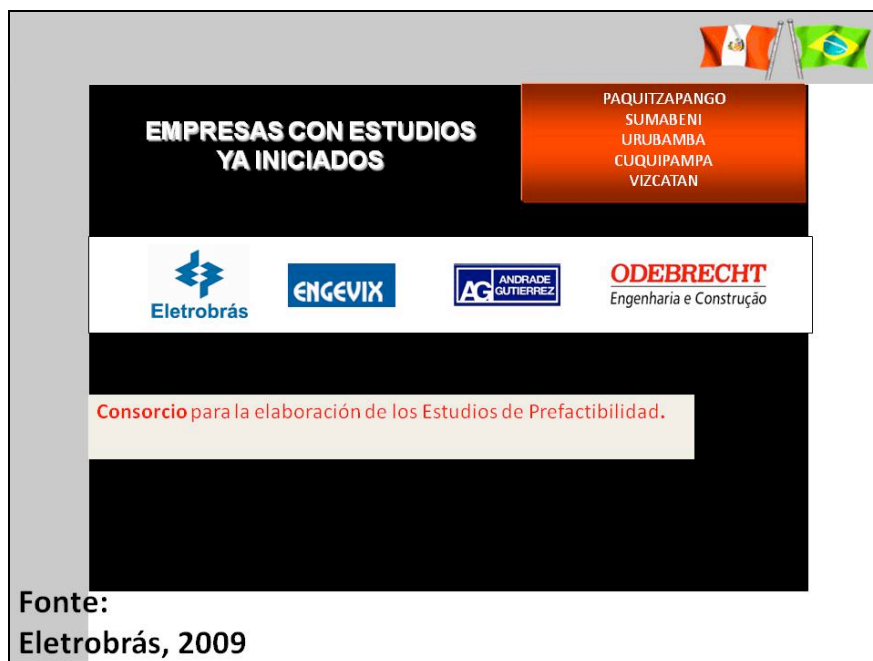 EMPRESAS CON ESTUDIOS
YA INICIADOS
PAQUITZAPANGO
SUMABENI
URUBAMBA
CUQUIPAMPA
VIZCATAN
Eletrobrás
ENGEVIX
AG ANDRADE
GUTIERREZ
ODEBRECHT
Engenharia e Construção
Consorcio para la elaboración de los Estudios de Prefactibilidad.
Fonte:
Eletrobrás, 2009